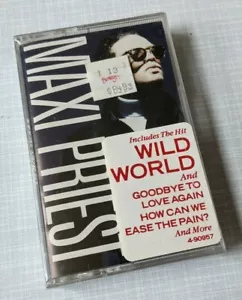 MAXI PRIEST
Includes The Hit
WILD
WORLD
And
GOODBYE TO
LOVE AGAIN
HOW CAN WE
EASE THE PAIN?
And More
4-90957